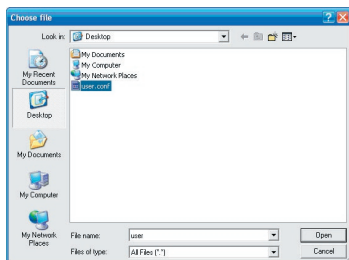 Choose file
Look in: Desktop
My Recent
Documents
Desktop
My Documents
My Computer
My Network
Places
My Documents
My Computer
My Network Places
user.conf
File name: user
Open
Files of type: All Files (*.*)
Cancel